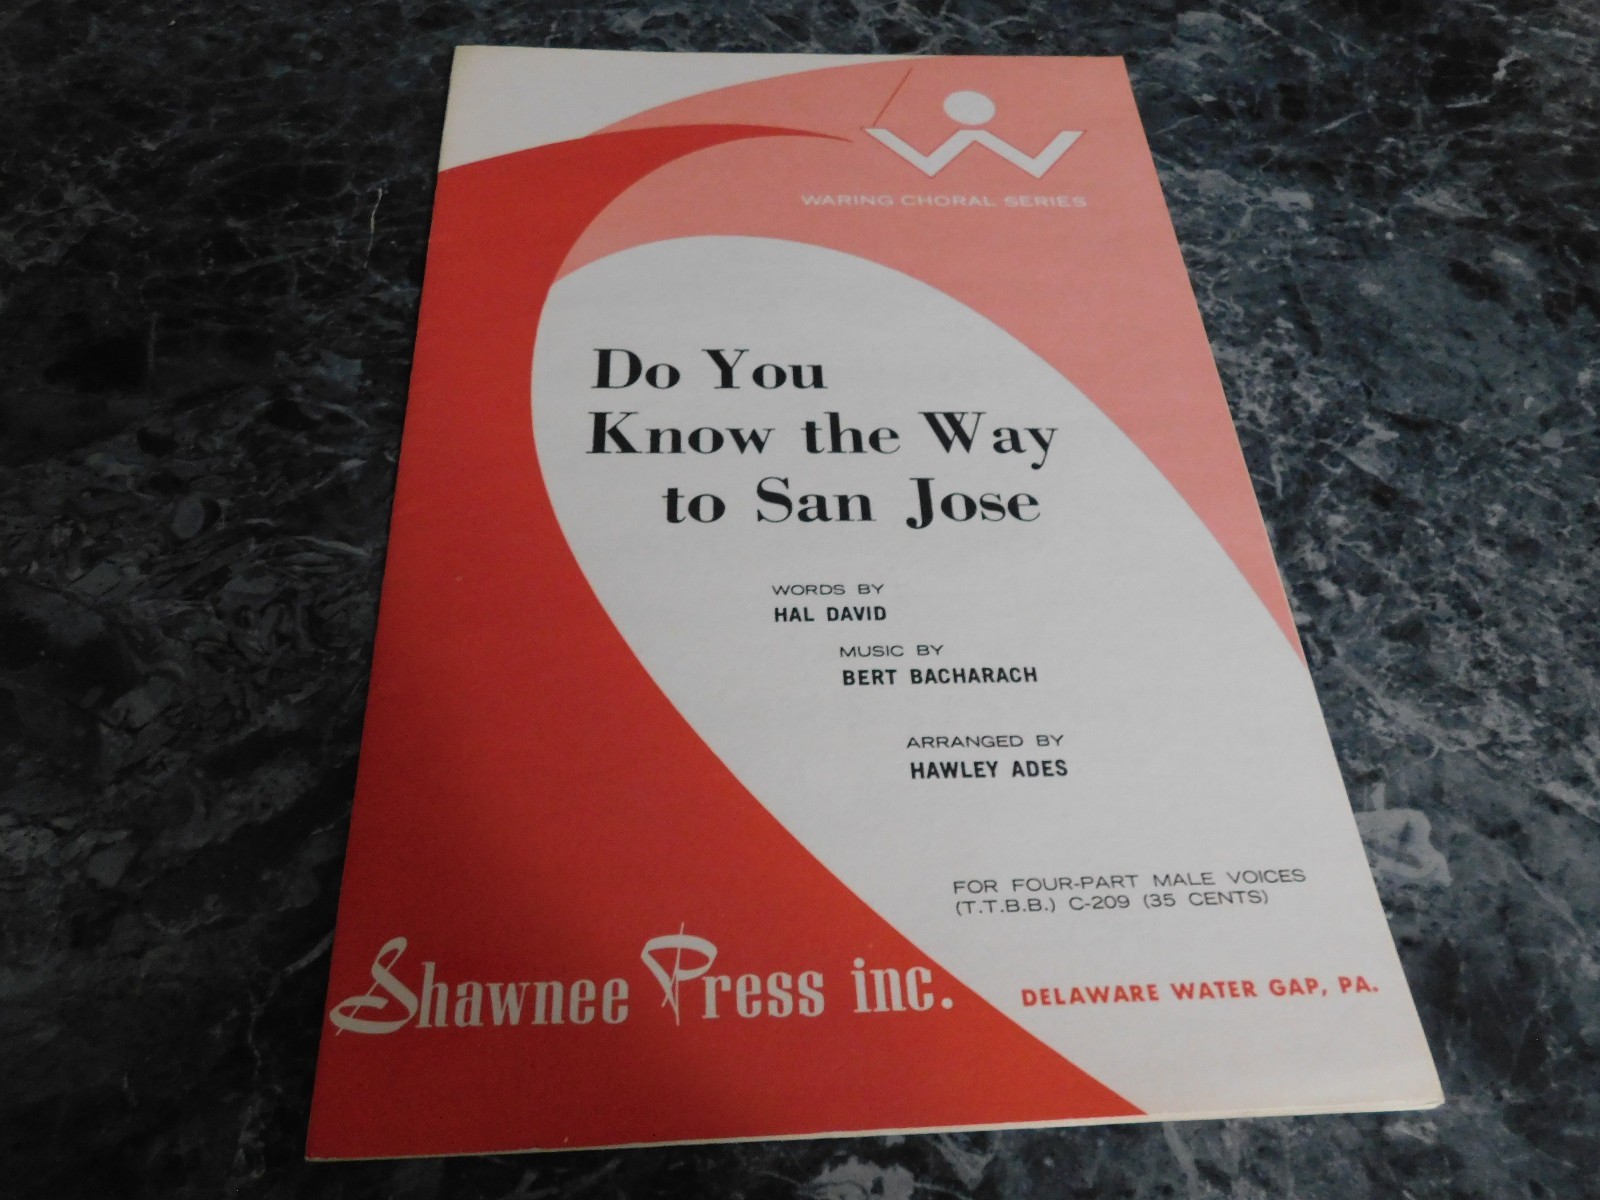 WARING CHORAL SERIES
Do You
Know the Way
to San Jose
WORDS BY
HAL DAVID
MUSIC BY
BERT BACHARACH
ARRANGED BY
HAWLEY ADES
FOR FOUR-PART MALE VOICES
(T.T.B.B.) C-209 (35 CENTS)
Shawnee Press inc.
DELAWARE WATER GAP, PA.